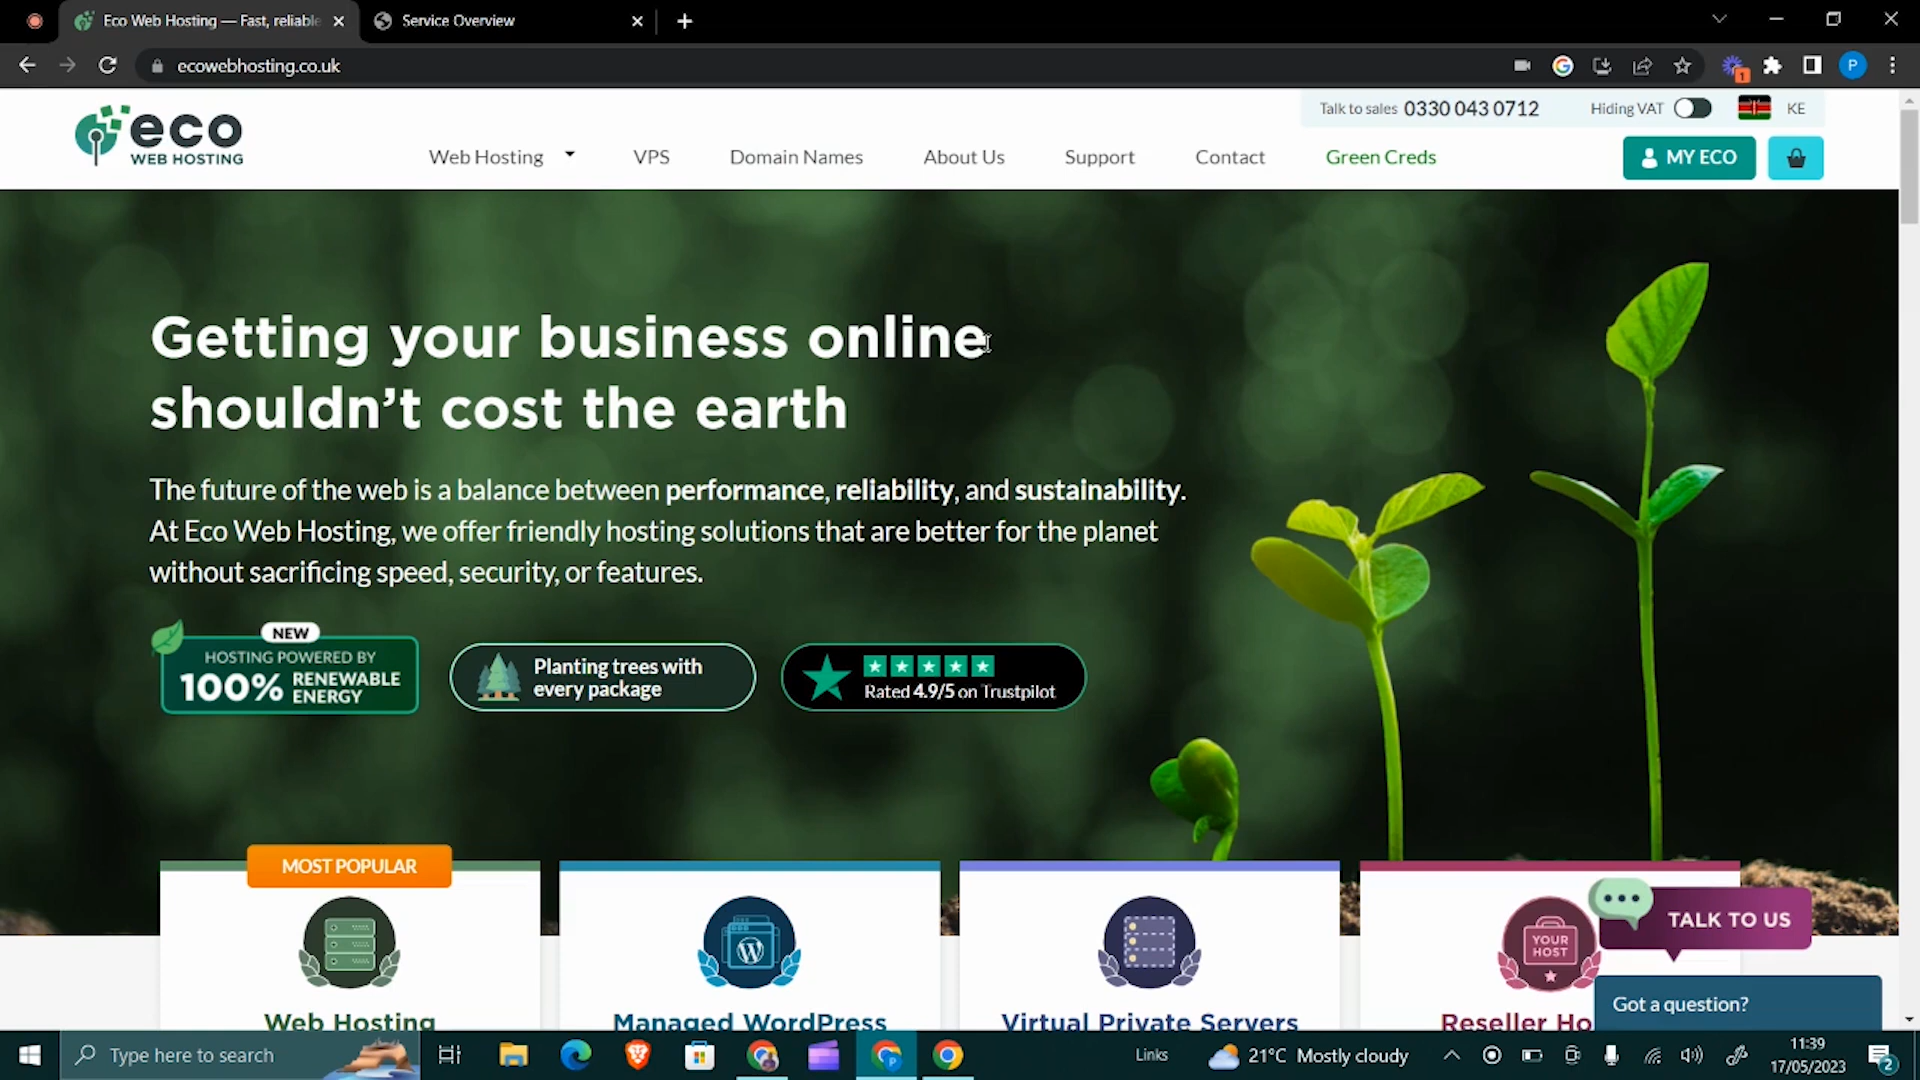 Eco Web Hosting — Fast, reliable
Service Overview
ecowebhosting.co.uk
1
P
eco
WEB HOSTING
Talk to sales 0330 043 0712
Hiding VAT
KE
Web Hosting
VPS
Domain Names
About Us
Support
Contact
Green Creds
MY ECO
Getting your business online
shouldn't cost the earth
The future of the web is a balance between performance, reliability, and sustainability.
At Eco Web Hosting, we offer friendly hosting solutions that are better for the planet
without sacrificing speed, security, or features.
NEW
HOSTING POWERED BY
100% RENEWABLE
ENERGY
Planting trees with
every package
Rated 4.9/5 on Trustpilot
MOST POPULAR
YOUR
HOST
TALK TO US
Got a question?
Web Hosting
Managed WordPress
Virtual Private Servers
Reseller Ho
Type here to search
Links
21°C Mostly cloudy
11:39
17/05/2023
2